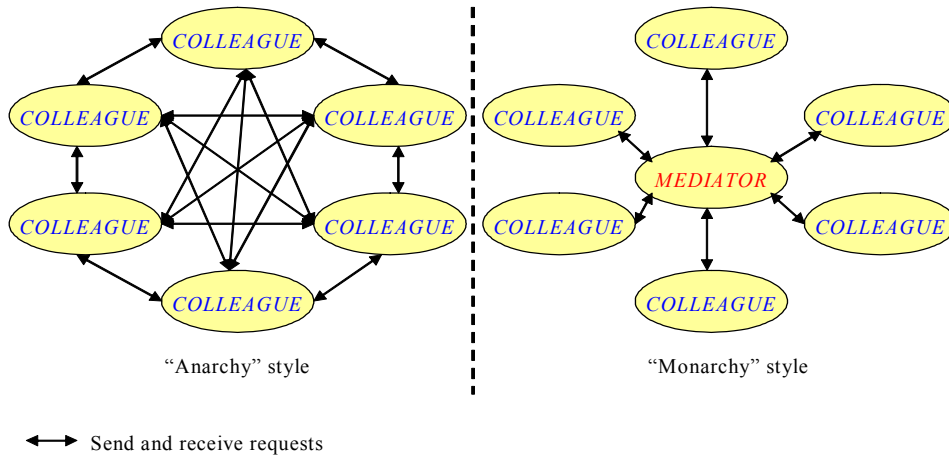 COLLEAGUE
COLLEAGUE
COLLEAGUE
COLLEAGUE
COLLEAGUE
COLLEAGUE
“Anarchy” style
COLLEAGUE
COLLEAGUE
COLLEAGUE
MEDIATOR
COLLEAGUE
COLLEAGUE
COLLEAGUE
“Monarchy” style
Send and receive requests